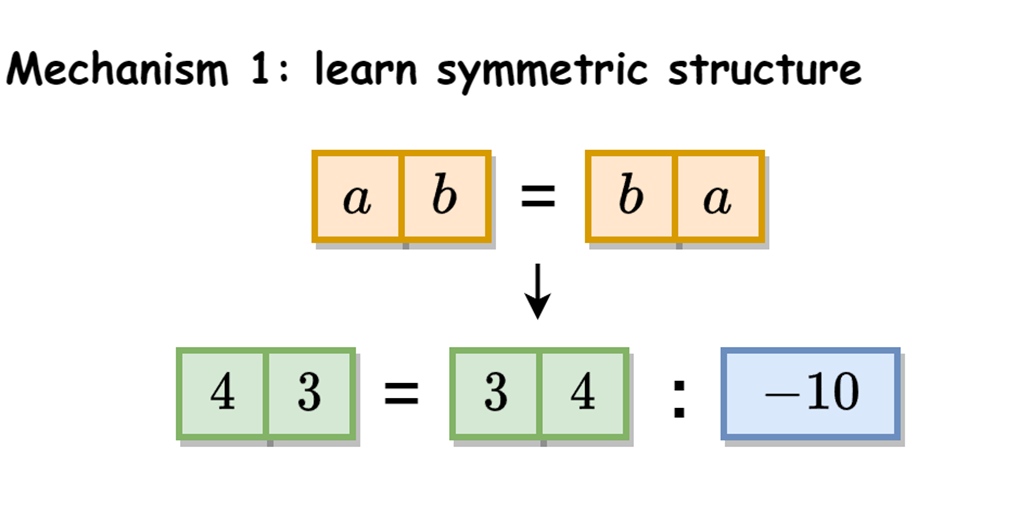 Mechanism 1: learn symmetric structure
a b = b a
↓
4 3 = 3 4 : −10